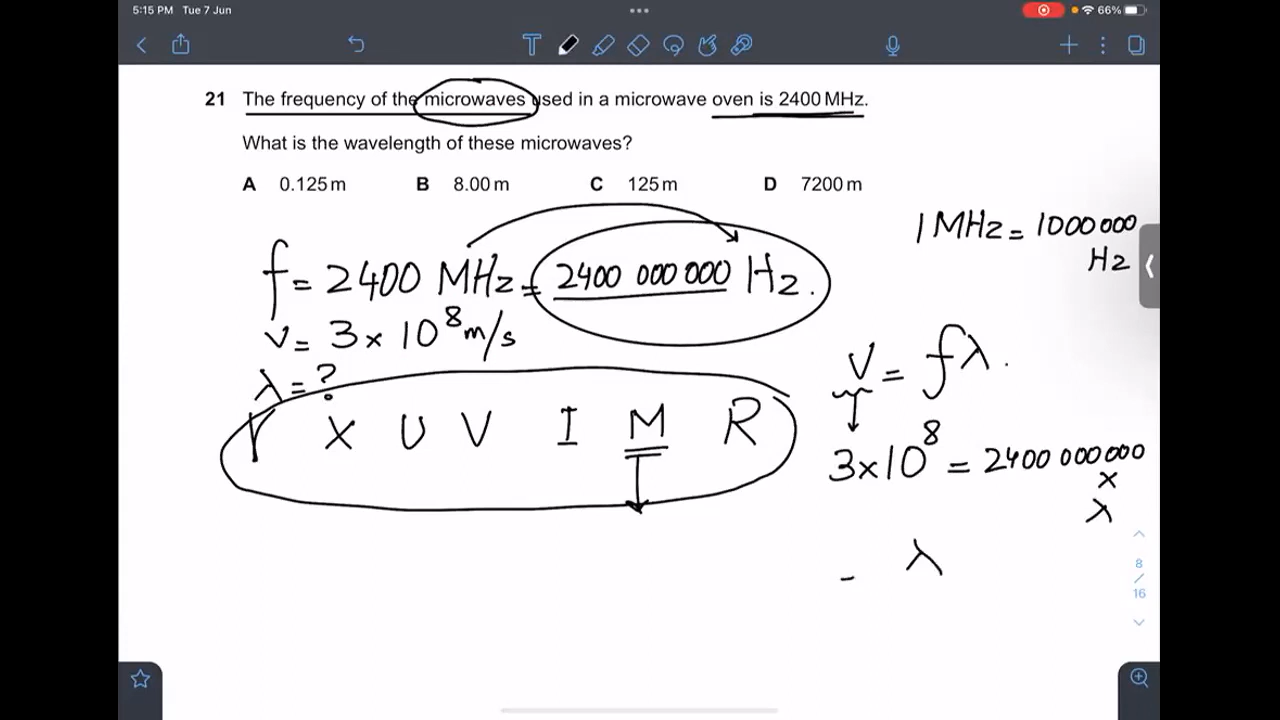 5:15 PM Tue 7 Jun
66%
21 The frequency of the microwaves used in a microwave oven is 2400 MHz.
What is the wavelength of these microwaves?
A 0.125 m B 8.00 m C 125 m D 7200 m
1 MHz = 1000 000
Hz
f = 2400 MHz = 2400 000 000 Hz.
v = 3 × 10⁸ m/s
λ = ?
γ X U V I M R
v = fλ.
3×10⁸ = 2400 000 000
×
λ
- λ
8
/
16